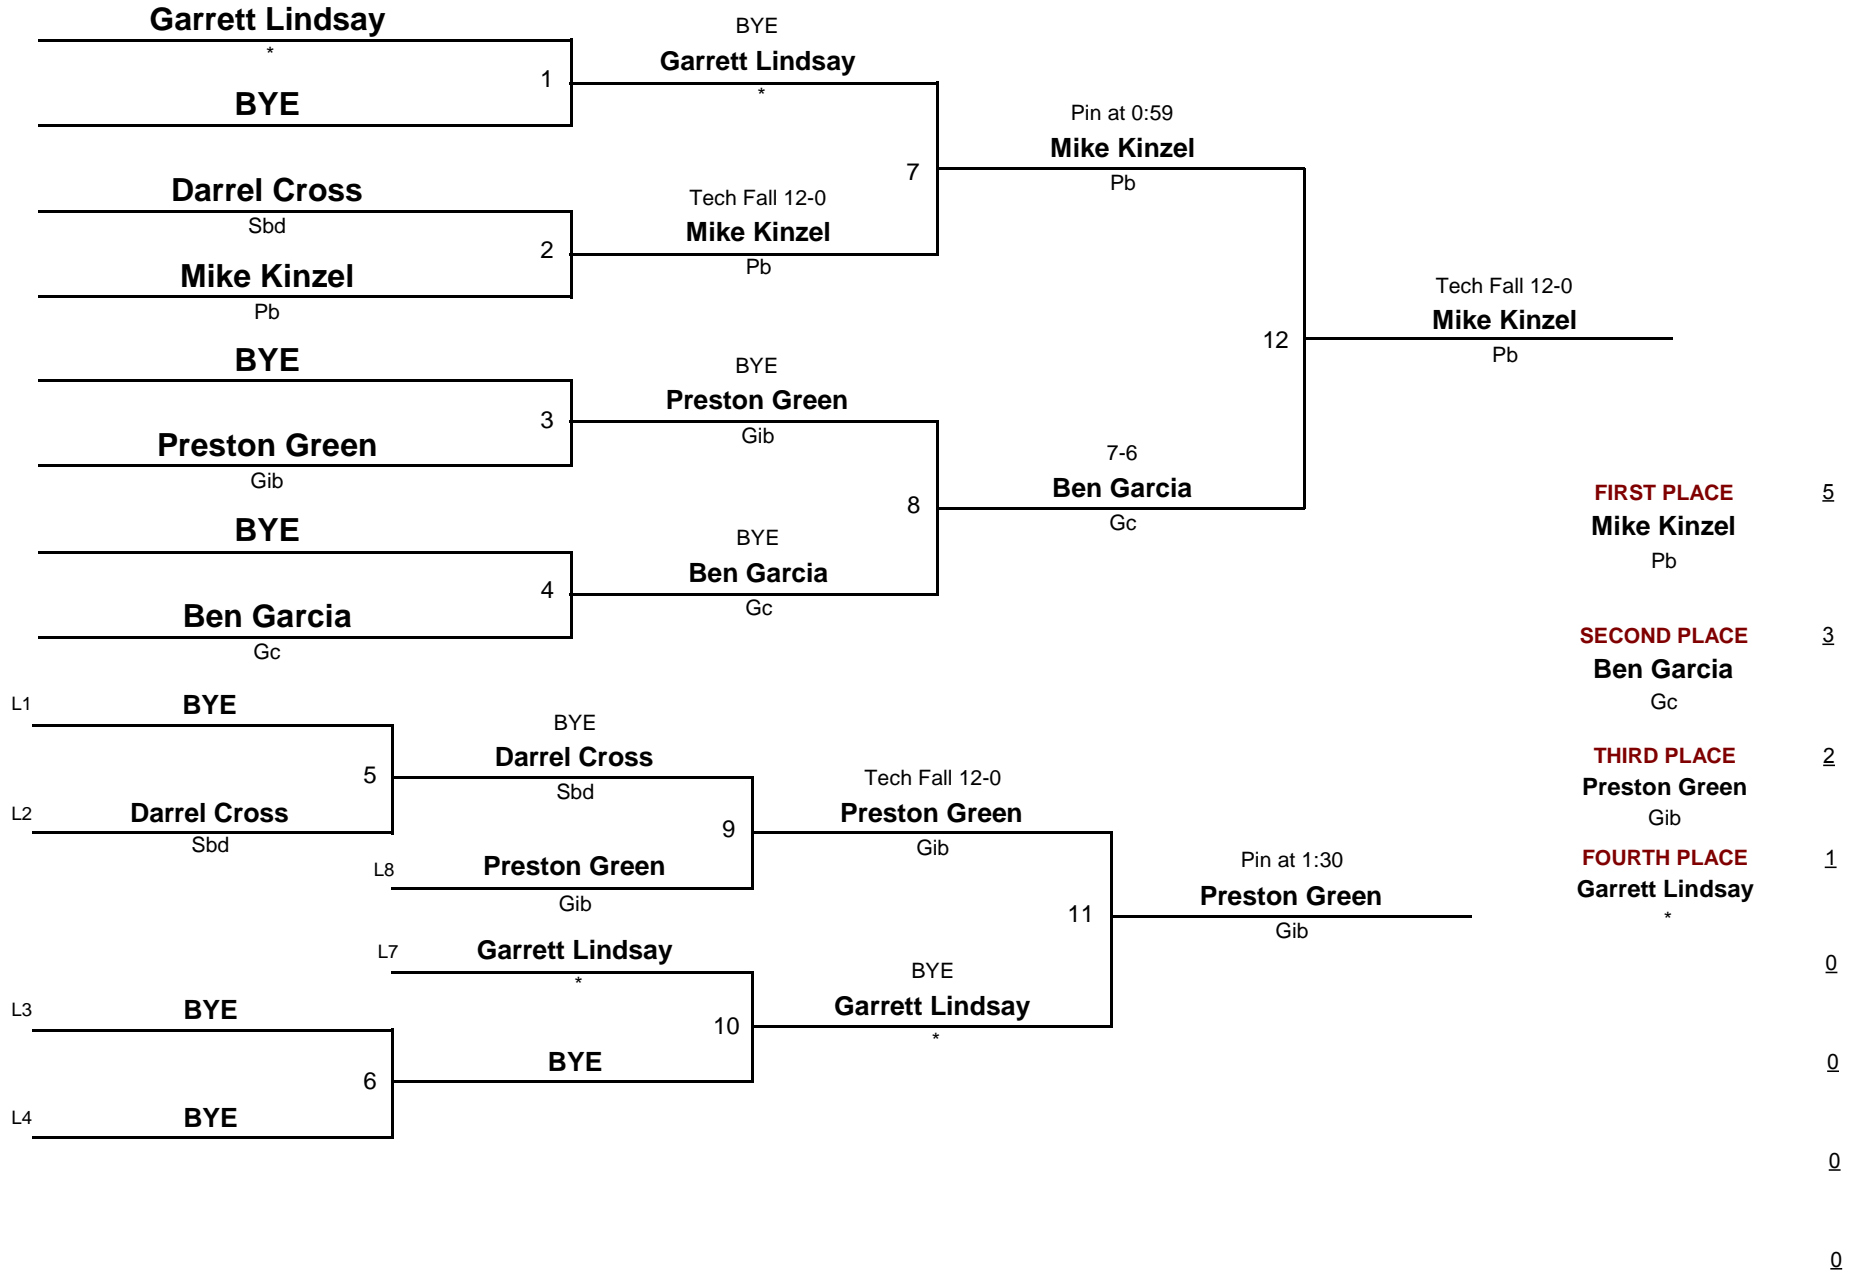 Garrett Lindsay
*
1
BYE
Darrel Cross
Sbd
2
Mike Kinzel
Pb
BYE
3
Preston Green
Gib
BYE
4
Ben Garcia
Gc
BYE
Garrett Lindsay
*
7
Tech Fall 12-0
Mike Kinzel
Pb
BYE
Preston Green
Gib
8
BYE
Ben Garcia
Gc
Pin at 0:59
Mike Kinzel
Pb
12
7-6
Ben Garcia
Gc
Tech Fall 12-0
Mike Kinzel
Pb
L1
BYE
5
L2
Darrel Cross
Sbd
BYE
Darrel Cross
Sbd
9
L8
Preston Green
Gib
L7
Garrett Lindsay
*
10
L3
BYE
6
BYE
L4
BYE
Tech Fall 12-0
Preston Green
Gib
11
BYE
Garrett Lindsay
*
Pin at 1:30
Preston Green
Gib
FIRST PLACE 5
Mike Kinzel
Pb
SECOND PLACE 3
Ben Garcia
Gc
THIRD PLACE 2
Preston Green
Gib
FOURTH PLACE 1
Garrett Lindsay
*
0
0
0
0